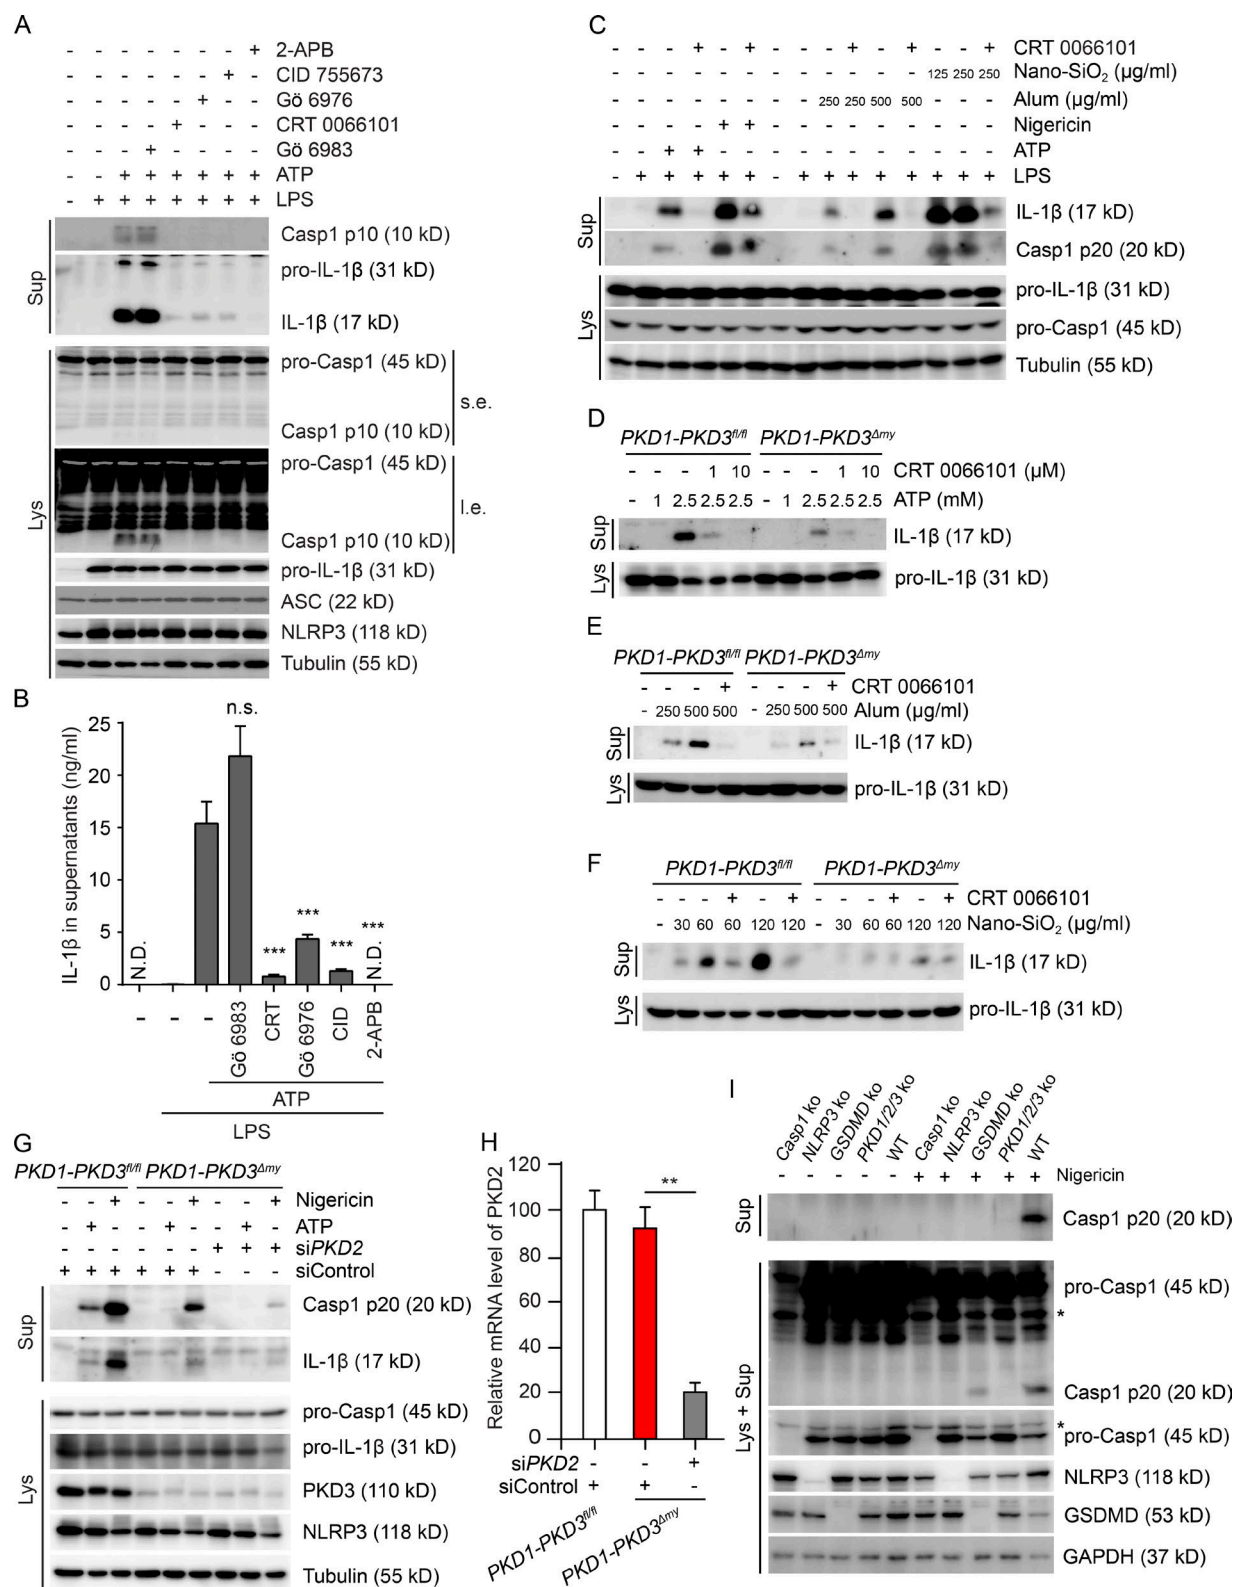 A
- - - - - - - + 2-APB
- - - - - - + - CID 755673
- - - - - + - - Gö 6976
- - - - + - - - CRT 0066101
- - - + - - - - Gö 6983
- - + + + + + + ATP
- + + + + + + + LPS
Sup
Casp1 p10 (10 kD)
pro-IL-1β (31 kD)
IL-1β (17 kD)
Lys
pro-Casp1 (45 kD)
s.e.
Casp1 p10 (10 kD)
pro-Casp1 (45 kD)
l.e.
Casp1 p10 (10 kD)
pro-IL-1β (31 kD)
ASC (22 kD)
NLRP3 (118 kD)
Tubulin (55 kD)
B
IL-1β in supernatants (ng/ml)
25
20
15
10
5
0
N.D.
n.s.
***
***
***
***
N.D.
- - - Gö 6983 CRT Gö 6976 CID 2-APB
ATP
LPS
C
- - - + - + - - - + - + - - + CRT 0066101
- - - - - - - - - - - - 125 250 250 Nano-SiO₂ (µg/ml)
- - - - - - - - 250 250 500 500 - - - Alum (µg/ml)
- - - - + + - - - - - - - - - Nigericin
- - + + - - - - - - - - - - - ATP
- + + + + + - + + + + + + + + LPS
Sup
IL-1β (17 kD)
Casp1 p20 (20 kD)
Lys
pro-IL-1β (31 kD)
pro-Casp1 (45 kD)
Tubulin (55 kD)
D
PKD1-PKD3fl/fl PKD1-PKD3Δmy
- - - 1 10 - - - 1 10 CRT 0066101 (µM)
- 1 2.5 2.5 2.5 - 1 2.5 2.5 2.5 ATP (mM)
Sup
IL-1β (17 kD)
Lys
pro-IL-1β (31 kD)
E
PKD1-PKD3fl/fl PKD1-PKD3Δmy
- - - + - - - + CRT 0066101
- 250 500 500 - 250 500 500 Alum (µg/ml)
Sup
IL-1β (17 kD)
Lys
pro-IL-1β (31 kD)
F
PKD1-PKD3fl/fl PKD1-PKD3Δmy
- - - + - + - - - + - + CRT 0066101
- 30 60 60 120 120 - 30 60 60 120 120 Nano-SiO₂ (µg/ml)
Sup
IL-1β (17 kD)
Lys
pro-IL-1β (31 kD)
G
PKD1-PKD3fl/fl PKD1-PKD3Δmy
- - + - - + - - + Nigericin
- + - - + - - + - ATP
- - - - - - + + + siPKD2
+ + + + + + - - - siControl
Sup
Casp1 p20 (20 kD)
IL-1β (17 kD)
Lys
pro-Casp1 (45 kD)
pro-IL-1β (31 kD)
PKD3 (110 kD)
NLRP3 (118 kD)
Tubulin (55 kD)
H
Relative mRNA level of PKD2
120
100
80
60
40
20
0
**
siPKD2 - - +
siControl + + -
PKD1-PKD3fl/fl
PKD1-PKD3Δmy
I
Casp1 ko NLRP3 ko GSDMD ko PKD1/2/3 ko WT Casp1 ko NLRP3 ko GSDMD ko PKD1/2/3 ko WT
- - - - - + + + + + Nigericin
Sup
Casp1 p20 (20 kD)
Lys + Sup
pro-Casp1 (45 kD)
*
Casp1 p20 (20 kD)
*
pro-Casp1 (45 kD)
NLRP3 (118 kD)
GSDMD (53 kD)
GAPDH (37 kD)